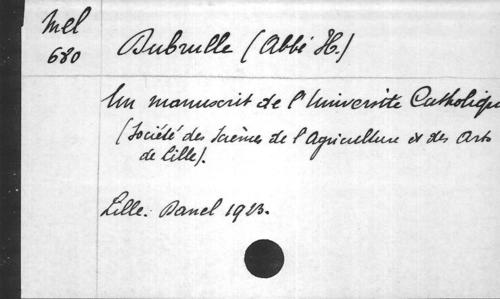 Mel
680
Dubrulle (Abbé H.)
Un manuscrit de l'Université Catholique
(Société des Sciences de l'Agriculture et des Arts
de Lille).
Lille. Danel 1923.